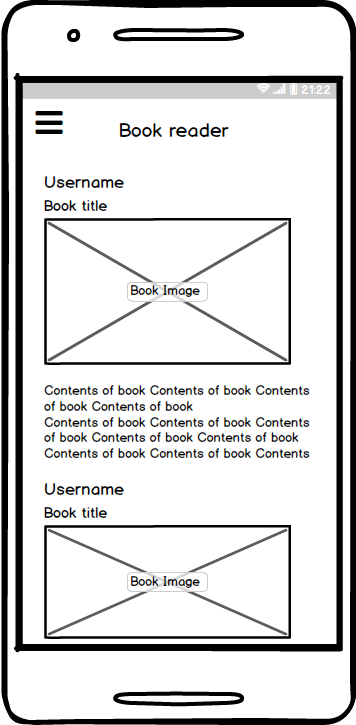 21:22
Book reader
Username
Book title
Book Image
Contents of book Contents of book Contents
of book Contents of book
Contents of book Contents of book Contents
of book Contents of book Contents of book
Contents of book Contents of book Contents
Username
Book title
Book Image